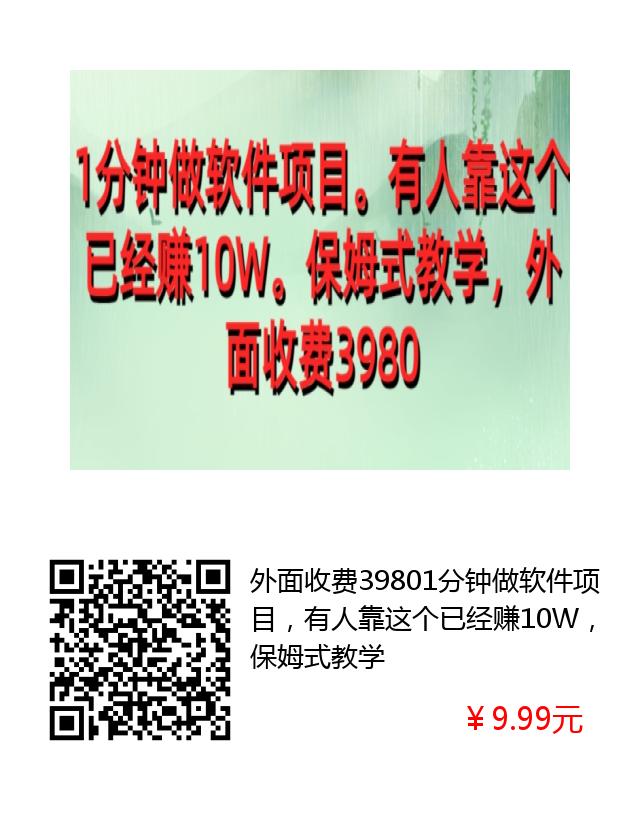 1分钟做软件项目。有人靠这个
已经赚10W。保姆式教学，外
面收费3980
外面收费39801分钟做软件项
目，有人靠这个已经赚10W，
保姆式教学
￥9.99元